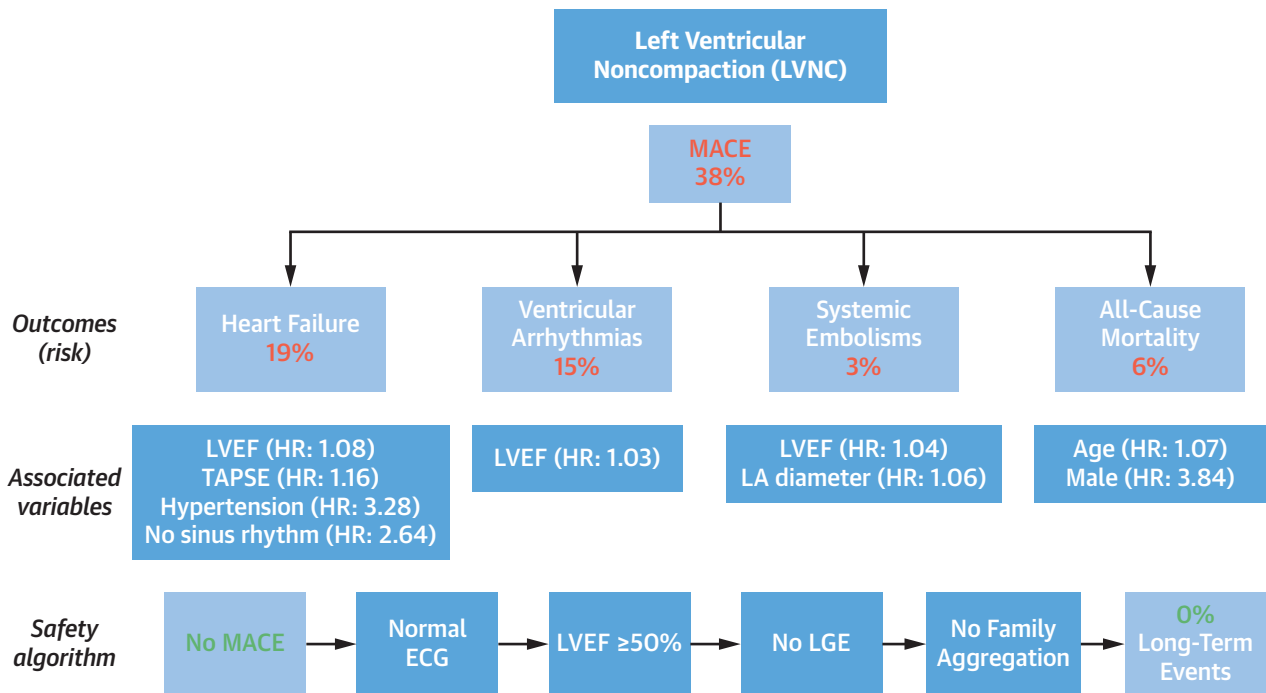 Left Ventricular
Noncompaction (LVNC)
MACE
38%
Outcomes
(risk)
Heart Failure
19%
Ventricular
Arrhythmias
15%
Systemic
Embolisms
3%
All-Cause
Mortality
6%
Associated
variables
LVEF (HR: 1.08)
TAPSE (HR: 1.16)
Hypertension (HR: 3.28)
No sinus rhythm (HR: 2.64)
LVEF (HR: 1.03)
LVEF (HR: 1.04)
LA diameter (HR: 1.06)
Age (HR: 1.07)
Male (HR: 3.84)
Safety
algorithm
No MACE
Normal
ECG
LVEF ≥50%
No LGE
No Family
Aggregation
0%
Long-Term
Events